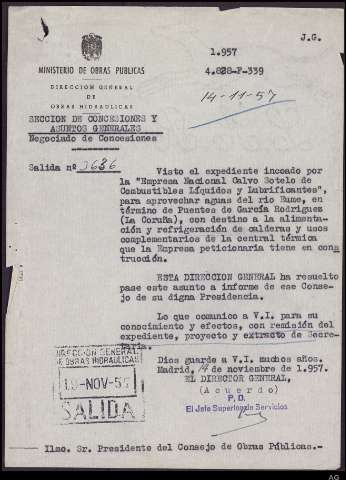 J.G.
1.957
MINISTERIO DE OBRAS PUBLICAS
4.828-F-339
DIRECCION GENERAL
DE
OBRAS HIDRAULICAS
14-11-57
SECCION DE CONCESIONES Y
ASUNTOS GENERALES
Negociado de Concesiones
Salida nº 3636
Visto el expediente incoado por
la "Empresa Nacional Calvo Sotelo de
Combustibles Líquidos y Lubrificantes",
para aprovechar aguas del rio Eume, en
término de Puentes de García Rodriguez
(La Coruña), con destino a la alimenta-
ción y refrigeración de calderas y usos
complementarios de la central térmica
que la Empresa peticionaria tiene en cons
trucción.
ESTA DIRECCION GENERAL ha resuelto
pase este asunto a informe de ese Conse-
jo de su digna Presidencia.
Lo que comunico a V.I. para su
conocimiento y efectos, con remisión del
expediente, proyecto y extracto de Secre-
taría.
Dios guarde a V.I. muchos años.
Madrid, 14 de noviembre de 1.957.
EL DIRECTOR GENERAL,
(Acuerdo)
P.D.
El Jefe Superior de Servicios
DIRECCION GENERAL
DE OBRAS HIDRAULICAS
NOV
SALIDA
Ilmo. Sr. Presidente del Consejo de Obras Públicas.-
AG